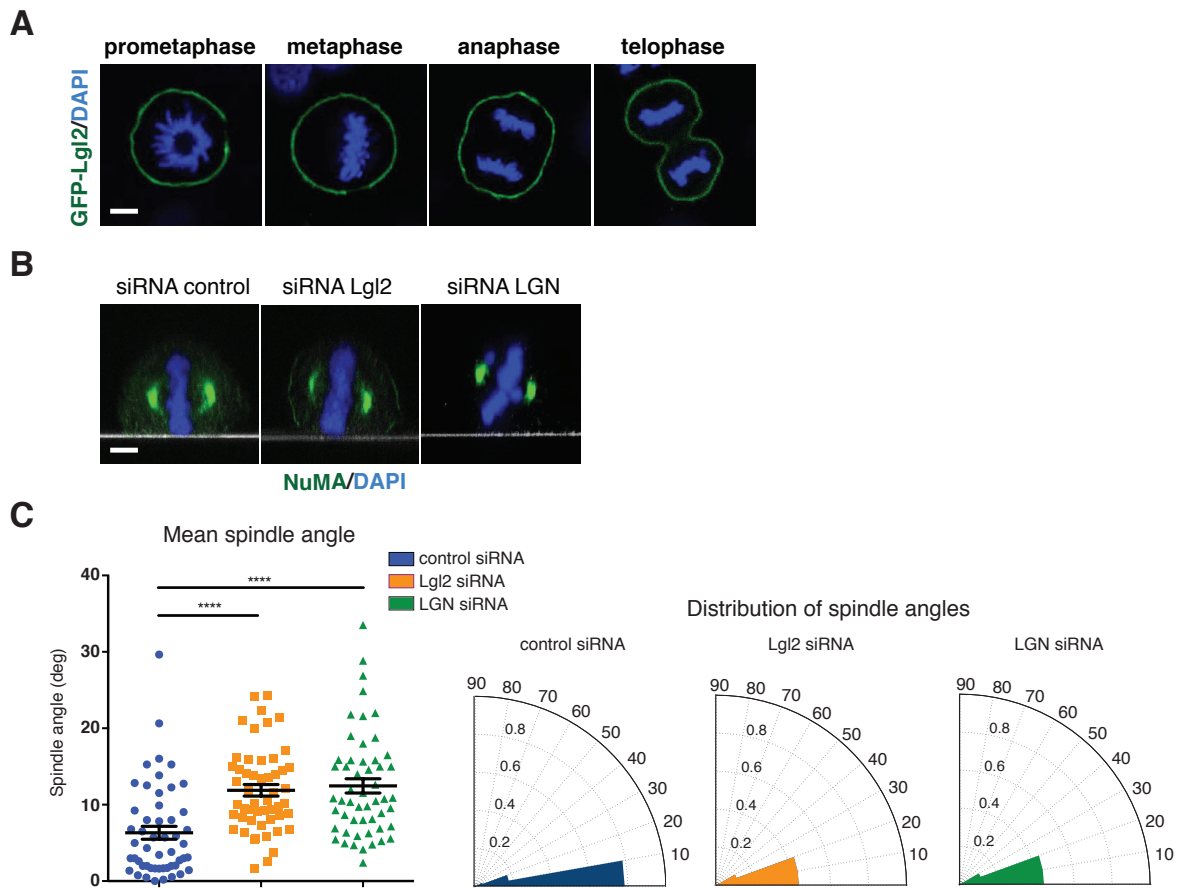 A
prometaphase
metaphase
anaphase
telophase
GFP-Lgl2/DAPI
B
siRNA control
siRNA Lgl2
siRNA LGN
NuMA/DAPI
C
Mean spindle angle
control siRNA
Lgl2 siRNA
LGN siRNA
****
****
Spindle angle (deg)
40
30
20
10
0
Distribution of spindle angles
control siRNA
90
80
70
60
50
40
30
20
10
0.8
0.6
0.4
0.2
Lgl2 siRNA
90
80
70
60
50
40
30
20
10
0.8
0.6
0.4
0.2
LGN siRNA
90
80
70
60
50
40
30
20
10
0.8
0.6
0.4
0.2